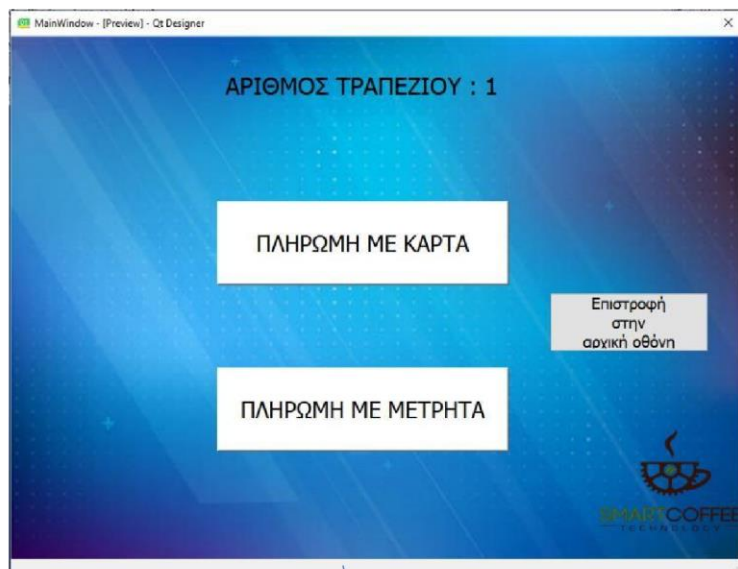 MainWindow - [Preview] - Qt Designer
ΑΡΙΘΜΟΣ ΤΡΑΠΕΖΙΟΥ : 1
ΠΛΗΡΩΜΗ ΜΕ ΚΑΡΤΑ
Επιστροφή
στην
αρχική οθόνη
ΠΛΗΡΩΜΗ ΜΕ ΜΕΤΡΗΤΑ
SMARTCOFFEE
TECHNOLOGY